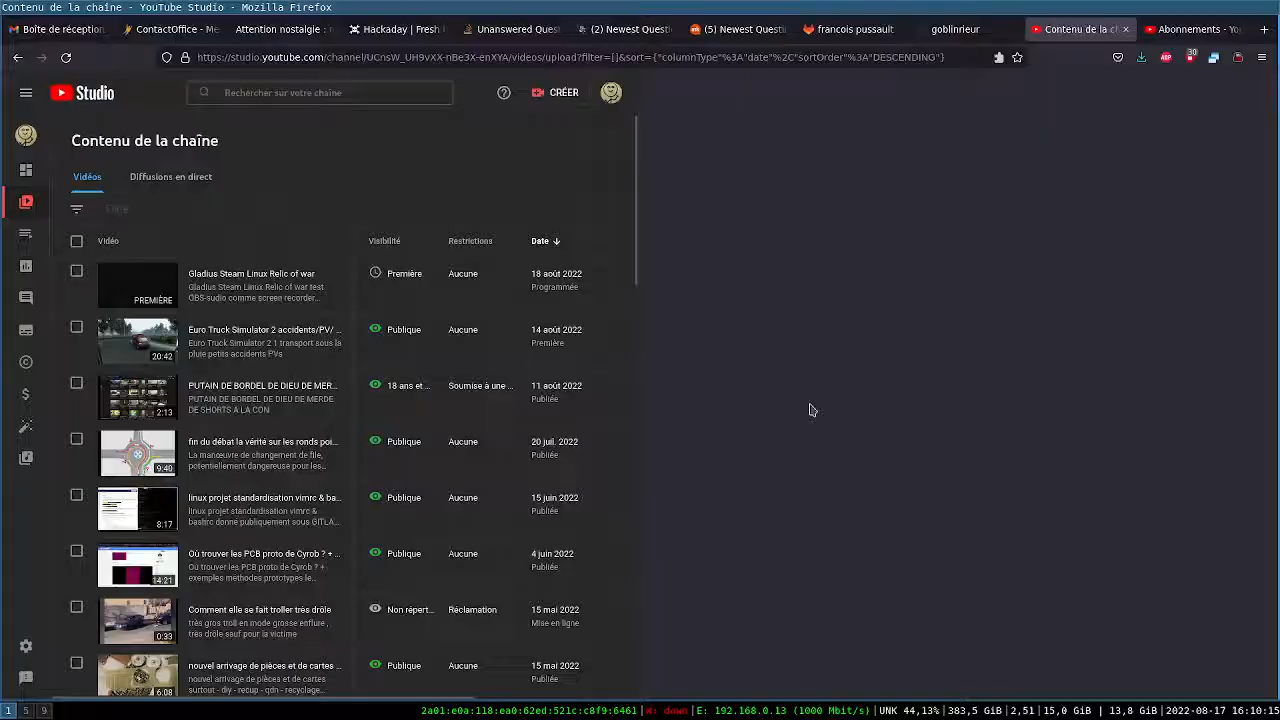 Contenu de la chaîne - YouTube Studio - Mozilla Firefox
Boîte de réception
ContactOffice - Me
Attention nostalgie :
Hackaday | Fresh
Unanswered Ques
(2) Newest Questi
(5) Newest Questi
francois pussault
goblinrieur
Contenu de la cha
Abonnements - Yo
https://studio.youtube.com/channel/UCnsW_UH9vXX-nBe3X-enXYA/videos/upload?filter=[]&sort={"columnType"%3A"date"%2C"sortOrder"%3A"DESCENDING"}
30
ABP
Studio
Rechercher sur votre chaîne
CRÉER
Contenu de la chaîne
Vidéos
Diffusions en direct
Filtre
Vidéo
Visibilité
Restrictions
Date
PREMIÈRE
Gladius Steam Linux Relic of war
Gladius Steam Linux Relic of war test
OBS-sudio comme screen recorder...
Première
Aucune
18 août 2022
Programmée
20:42
Euro Truck Simulator 2 accidents/PV/ ...
Euro Truck Simulator 2 1 transport sous la
pluie petits accidents PVs
Publique
Aucune
14 août 2022
Première
2:13
PUTAIN DE BORDEL DE DIEU DE MER...
PUTAIN DE BORDEL DE DIEU DE MERDE
DE SHORTS A LA CON
18 ans et ...
Soumise à une ...
11 août 2022
Publiée
9:40
fin du débat la vérité sur les ronds poi...
La manœuvre de changement de file,
potentiellement dangereuse pour les...
Publique
Aucune
20 juil. 2022
Publiée
8:17
linux projet standardisation vimrc & ba...
linux projet standardisation vimrc &
bashrc donné publiquement sous GITLA...
Publique
Aucune
15 juin 2022
Publiée
14:21
Où trouver les PCB proto de Cyrob ? + ...
Où trouver les PCB proto de Cyrob ? +
exemples méthodes prototypes le...
Publique
Aucune
4 juin 2022
Publiée
0:33
Comment elle se fait troller très drôle
très gros troll en mode grosse enflure ,
très drôle sauf pour la victime
Non répert...
Réclamation
15 mai 2022
Mise en ligne
6:08
nouvel arrivage de pièces et de cartes ...
nouvel arrivage de pièces et de cartes
surtout - diy - recup - qdn - recyclage...
Publique
Aucune
15 mai 2022
Publiée
1 5 9
2a01:e0a:118:ea0:62ed:521c:c8f9:6461|W: down|E: 192.168.0.13 (1000 Mbit/s)|UNK 44,13%|383,5 GiB|2,51|15,0 GiB | 13,8 GiB|2022-08-17 16:10:15